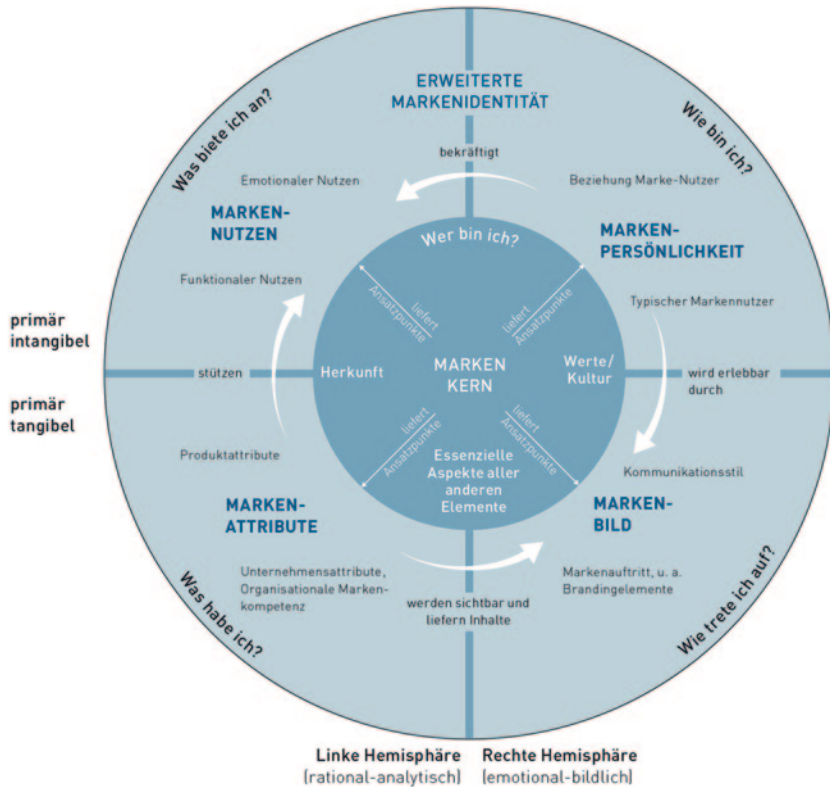 ERWEITERTE
MARKENIDENTITÄT
Was biete ich an?
Wie bin ich?
bekräftigt
Emotionaler Nutzen
MARKEN-
NUTZEN
Funktionaler Nutzen
Beziehung Marke-Nutzer
MARKEN-
PERSÖNLICHKEIT
Typischer Markennutzer
Wer bin ich?
liefert
Ansatzpunkte
liefert
Ansatzpunkte
primär
intangibel
primär
tangibel
stützen
Herkunft
MARKEN
KERN
Werte/
Kultur
wird erlebbar
durch
liefert
Ansatzpunkte
liefert
Ansatzpunkte
Essenzielle
Aspekte aller
anderen
Elemente
Produktattribute
MARKEN-
ATTRIBUTE
Unternehmensattribute,
Organisationale Marken-
kompetenz
Kommunikationsstil
MARKEN-
BILD
Markenauftritt, u. a.
Brandingelemente
werden sichtbar und
liefern Inhalte
Was habe ich?
Wie trete ich auf?
Linke Hemisphäre
(rational-analytisch)
Rechte Hemisphäre
(emotional-bildlich)